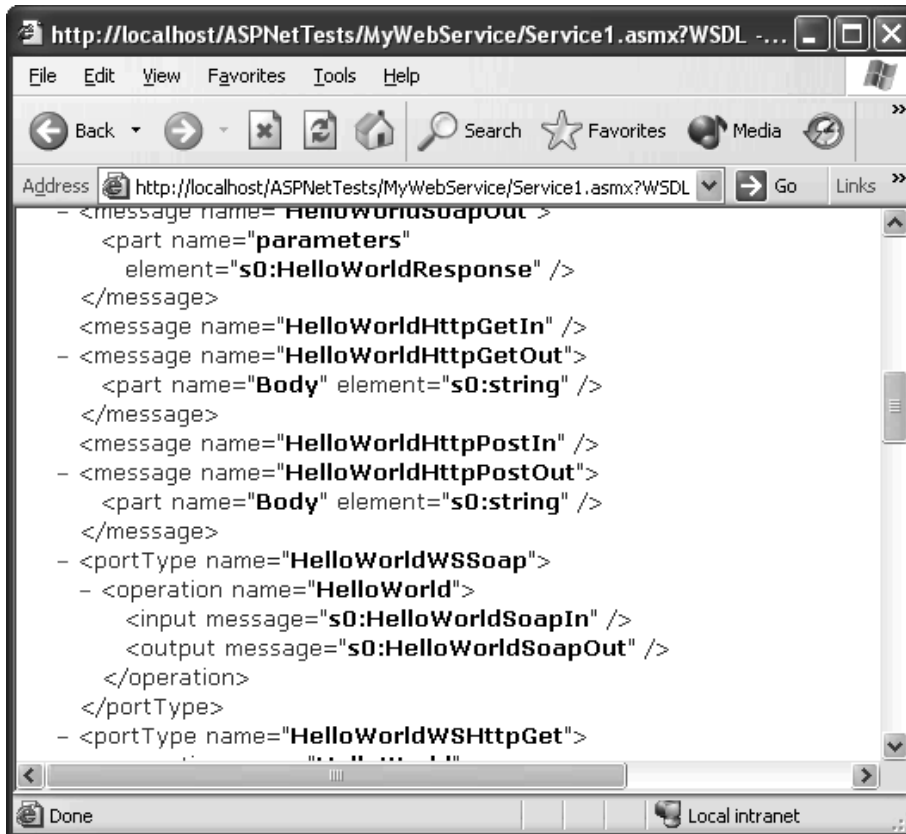 http://localhost/ASPNetTests/MyWebService/Service1.asmx?WSDL -...
File Edit View Favorites Tools Help
Back Search Favorites Media »
Address http://localhost/ASPNetTests/MyWebService/Service1.asmx?WSDL Go Links »
– <message name="HelloWorldSoapOut">
<part name="parameters"
element="s0:HelloWorldResponse" />
</message>
<message name="HelloWorldHttpGetIn" />
– <message name="HelloWorldHttpGetOut">
<part name="Body" element="s0:string" />
</message>
<message name="HelloWorldHttpPostIn" />
– <message name="HelloWorldHttpPostOut">
<part name="Body" element="s0:string" />
</message>
– <portType name="HelloWorldWSSoap">
– <operation name="HelloWorld">
<input message="s0:HelloWorldSoapIn" />
<output message="s0:HelloWorldSoapOut" />
</operation>
</portType>
– <portType name="HelloWorldWSHttpGet">
Done Local intranet